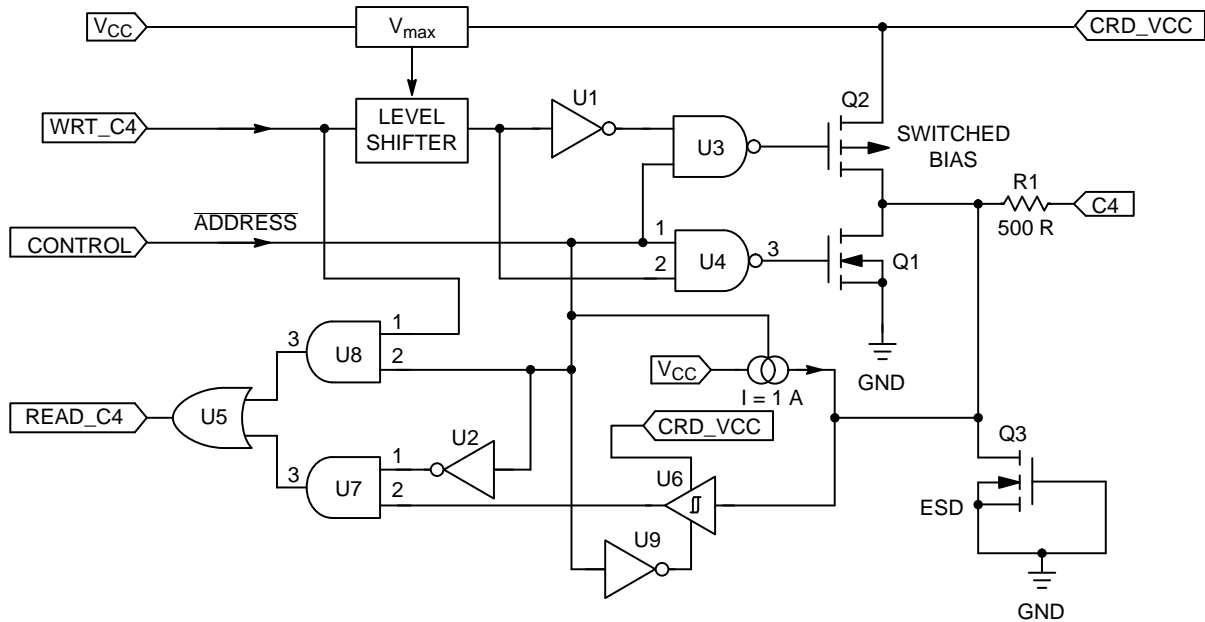 VCC
Vmax
CRD_VCC
WRT_C4
LEVEL
SHIFTER
U1
U3
Q2
SWITCHED
BIAS
R1
500 R
C4
ADDRESS
CONTROL
1
2
U4
3
Q1
GND
3
U8
1
2
VCC
I = 1 A
READ_C4
U5
CRD_VCC
U2
3
U7
1
2
U6
U9
Q3
ESD
GND